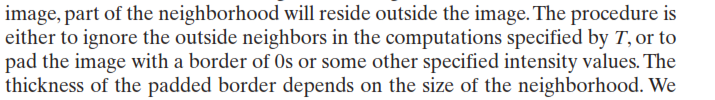 image, part of the neighborhood will reside outside the image. The procedure is
either to ignore the outside neighbors in the computations specified by T, or to
pad the image with a border of 0s or some other specified intensity values. The
thickness of the padded border depends on the size of the neighborhood. We